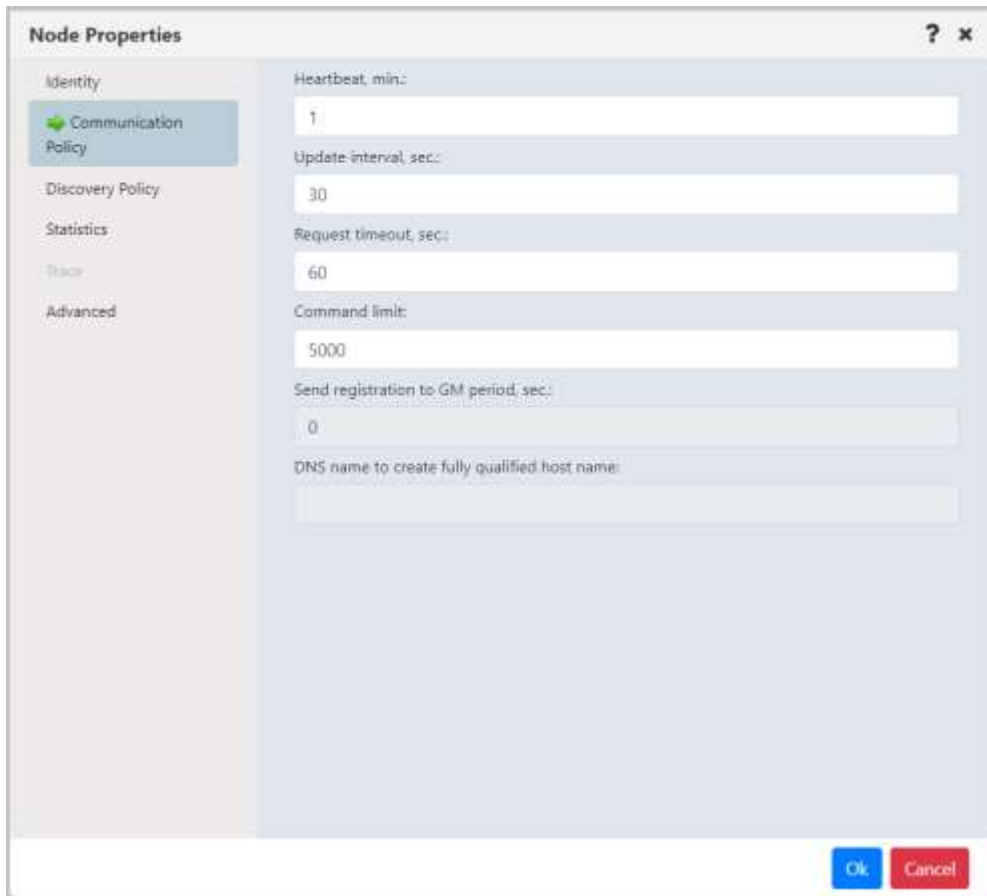 Node Properties
? ×
Identity
Communication
Policy
Discovery Policy
Statistics
Trace
Advanced
Heartbeat, min.:
1
Update interval, sec.:
30
Request timeout, sec.:
60
Command limit:
5000
Send registration to GM period, sec.:
0
DNS name to create fully qualified host name:
Ok
Cancel